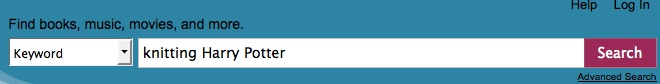 Help Log In
Find books, music, movies, and more.
Keyword knitting Harry Potter Search
Advanced Search